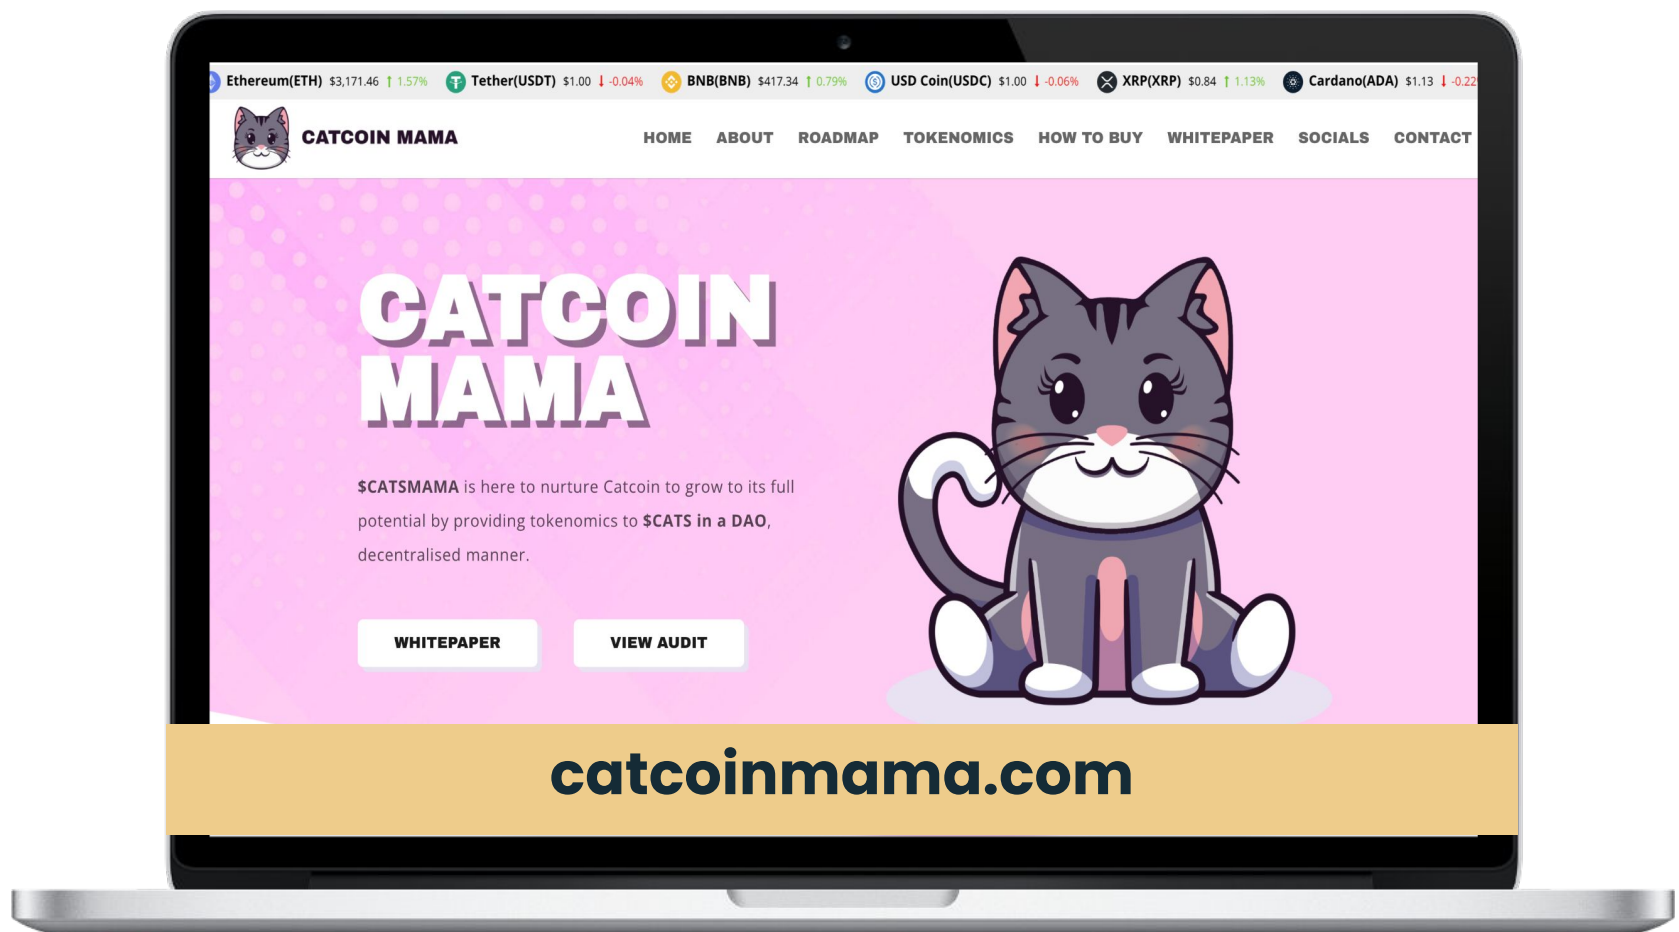 Ethereum(ETH) $3,171.46 ↑ 1.57% Tether(USDT) $1.00 ↓ -0.04% BNB(BNB) $417.34 ↑ 0.79% USD Coin(USDC) $1.00 ↓ -0.06% XRP(XRP) $0.84 ↑ 1.13% Cardano(ADA) $1.13 ↓ -0.22
CATCOIN MAMA HOME ABOUT ROADMAP TOKENOMICS HOW TO BUY WHITEPAPER SOCIALS CONTACT
CATCOIN
MAMA
$CATSMAMA is here to nurture Catcoin to grow to its full
potential by providing tokenomics to $CATS in a DAO,
decentralised manner.
WHITEPAPER VIEW AUDIT
catcoinmama.com